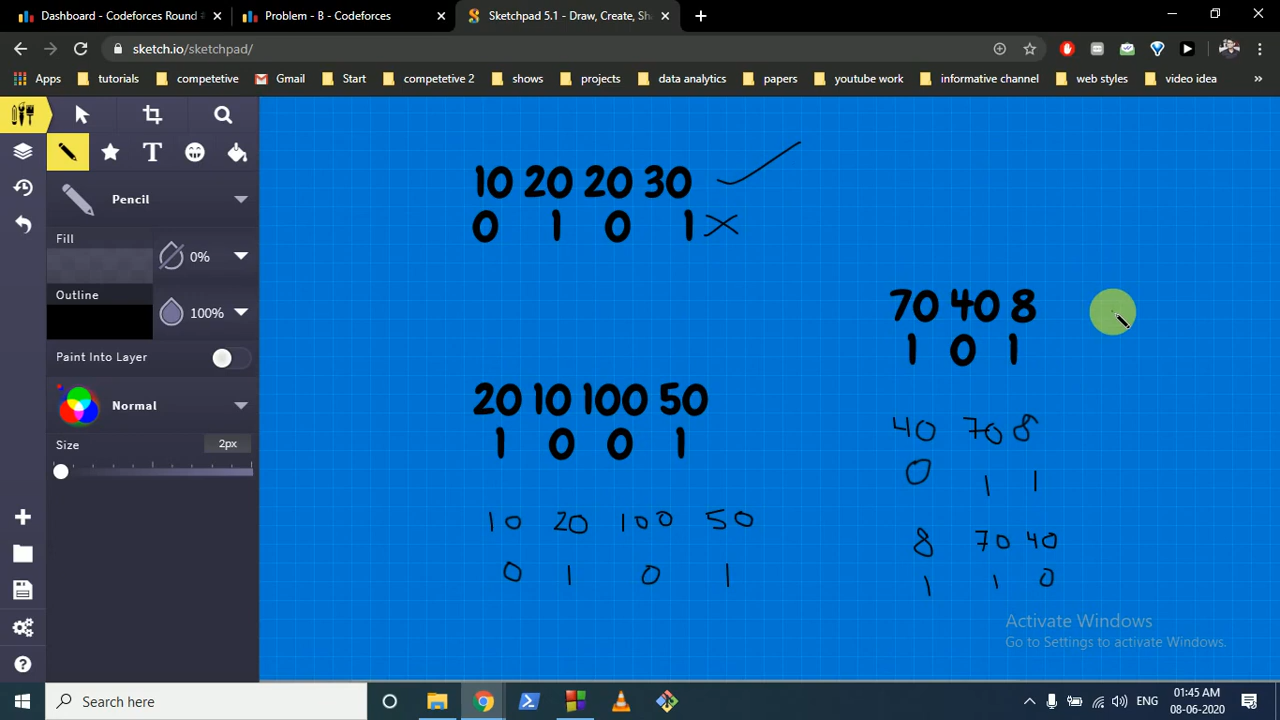 Dashboard - Codeforces Round
Problem - B - Codeforces
Sketchpad 5.1 - Draw, Create, Sh
sketch.io/sketchpad/
Apps
tutorials
competetive
Gmail
Start
competetive 2
shows
projects
data analytics
papers
youtube work
informative channel
web styles
video idea
»
Pencil
Fill
0%
Outline
100%
Paint Into Layer
Normal
Size
2px
10 20 20 30
0 1 0 1
70 40 8
1 0 1
20 10 100 50
1 0 0 1
40 70 8
0 1 1
10 20 100 50
0 1 0 1
8 70 40
1 1 0
Activate Windows
Go to Settings to activate Windows.
Search here
ENG
01:45 AM
08-06-2020